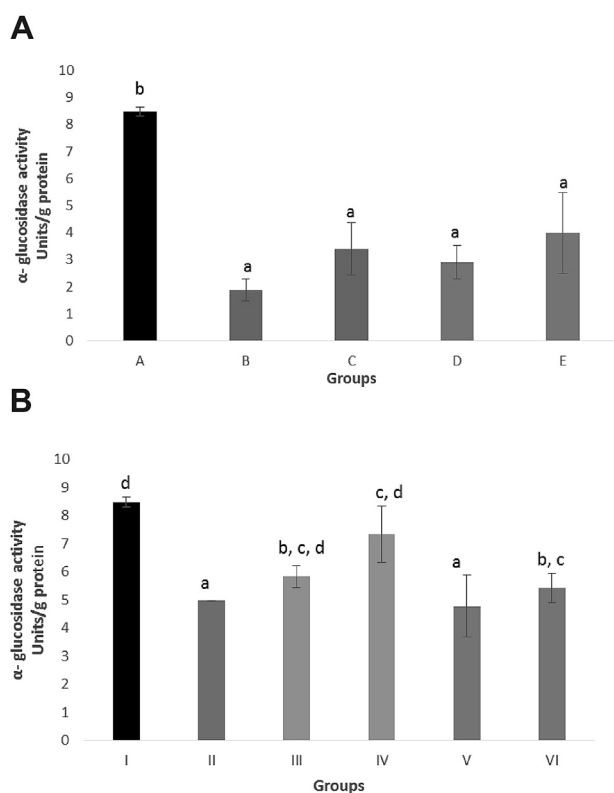 A
α- glucosidase activity
Units/g protein
10
9
8
7
6
5
4
3
2
1
0
b
a
a
a
a
A
B
C
D
E
Groups
B
α- glucosidase activity
Units/g protein
10
9
8
7
6
5
4
3
2
1
0
d
a
b, c, d
c, d
a
b, c
I
II
III
IV
V
VI
Groups